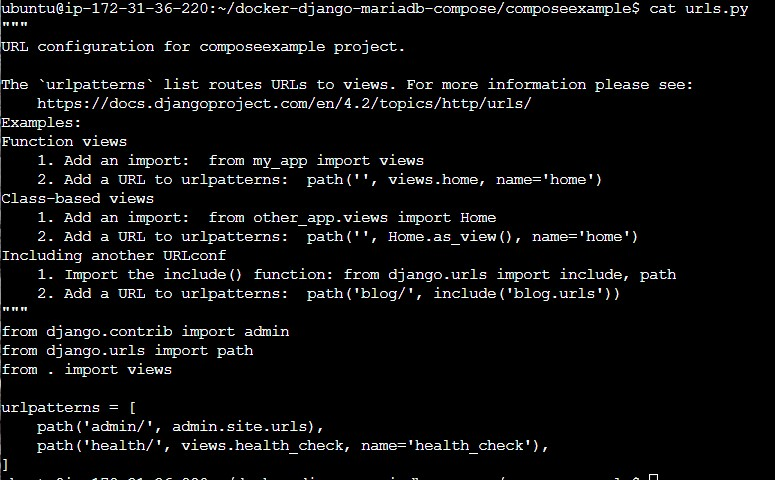 ubuntu@ip-172-31-36-220:~/docker-django-mariadb-compose/composeexample$ cat urls.py
"""
URL configuration for composeexample project.

The `urlpatterns` list routes URLs to views. For more information please see:
    https://docs.djangoproject.com/en/4.2/topics/http/urls/
Examples:
Function views
    1. Add an import:  from my_app import views
    2. Add a URL to urlpatterns:  path('', views.home, name='home')
Class-based views
    1. Add an import:  from other_app.views import Home
    2. Add a URL to urlpatterns:  path('', Home.as_view(), name='home')
Including another URLconf
    1. Import the include() function: from django.urls import include, path
    2. Add a URL to urlpatterns:  path('blog/', include('blog.urls'))
"""
from django.contrib import admin
from django.urls import path
from . import views

urlpatterns = [
    path('admin/', admin.site.urls),
    path('health/', views.health_check, name='health_check'),
]